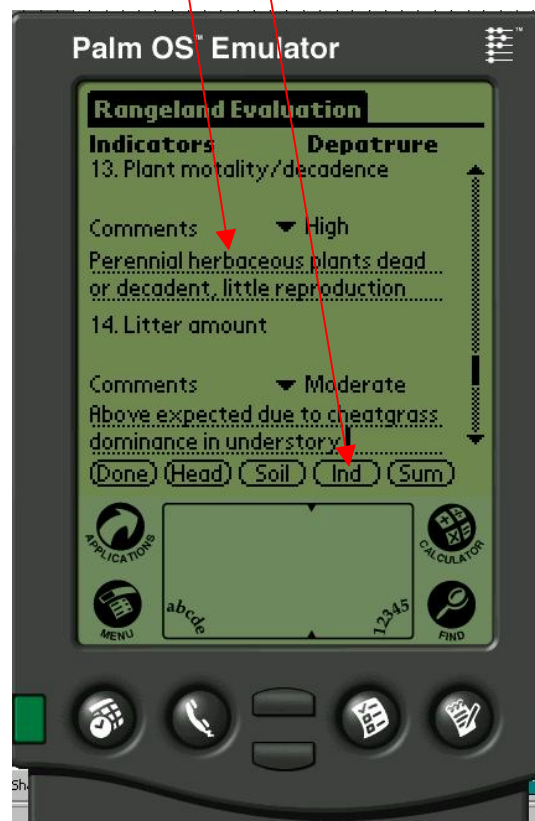 Palm OS™ Emulator
Rangeland Evaluation
Indicators Depatrure
13. Plant motality/decadence
Comments High
Perennial herbaceous plants dead
or decadent, little reproduction
14. Litter amount
Comments Moderate
Above expected due to cheatgrass
dominance in understory
Done Head Soil Ind Sum
APPLICATIONS CALCULATOR
abcde 12345
MENU FIND
Sh